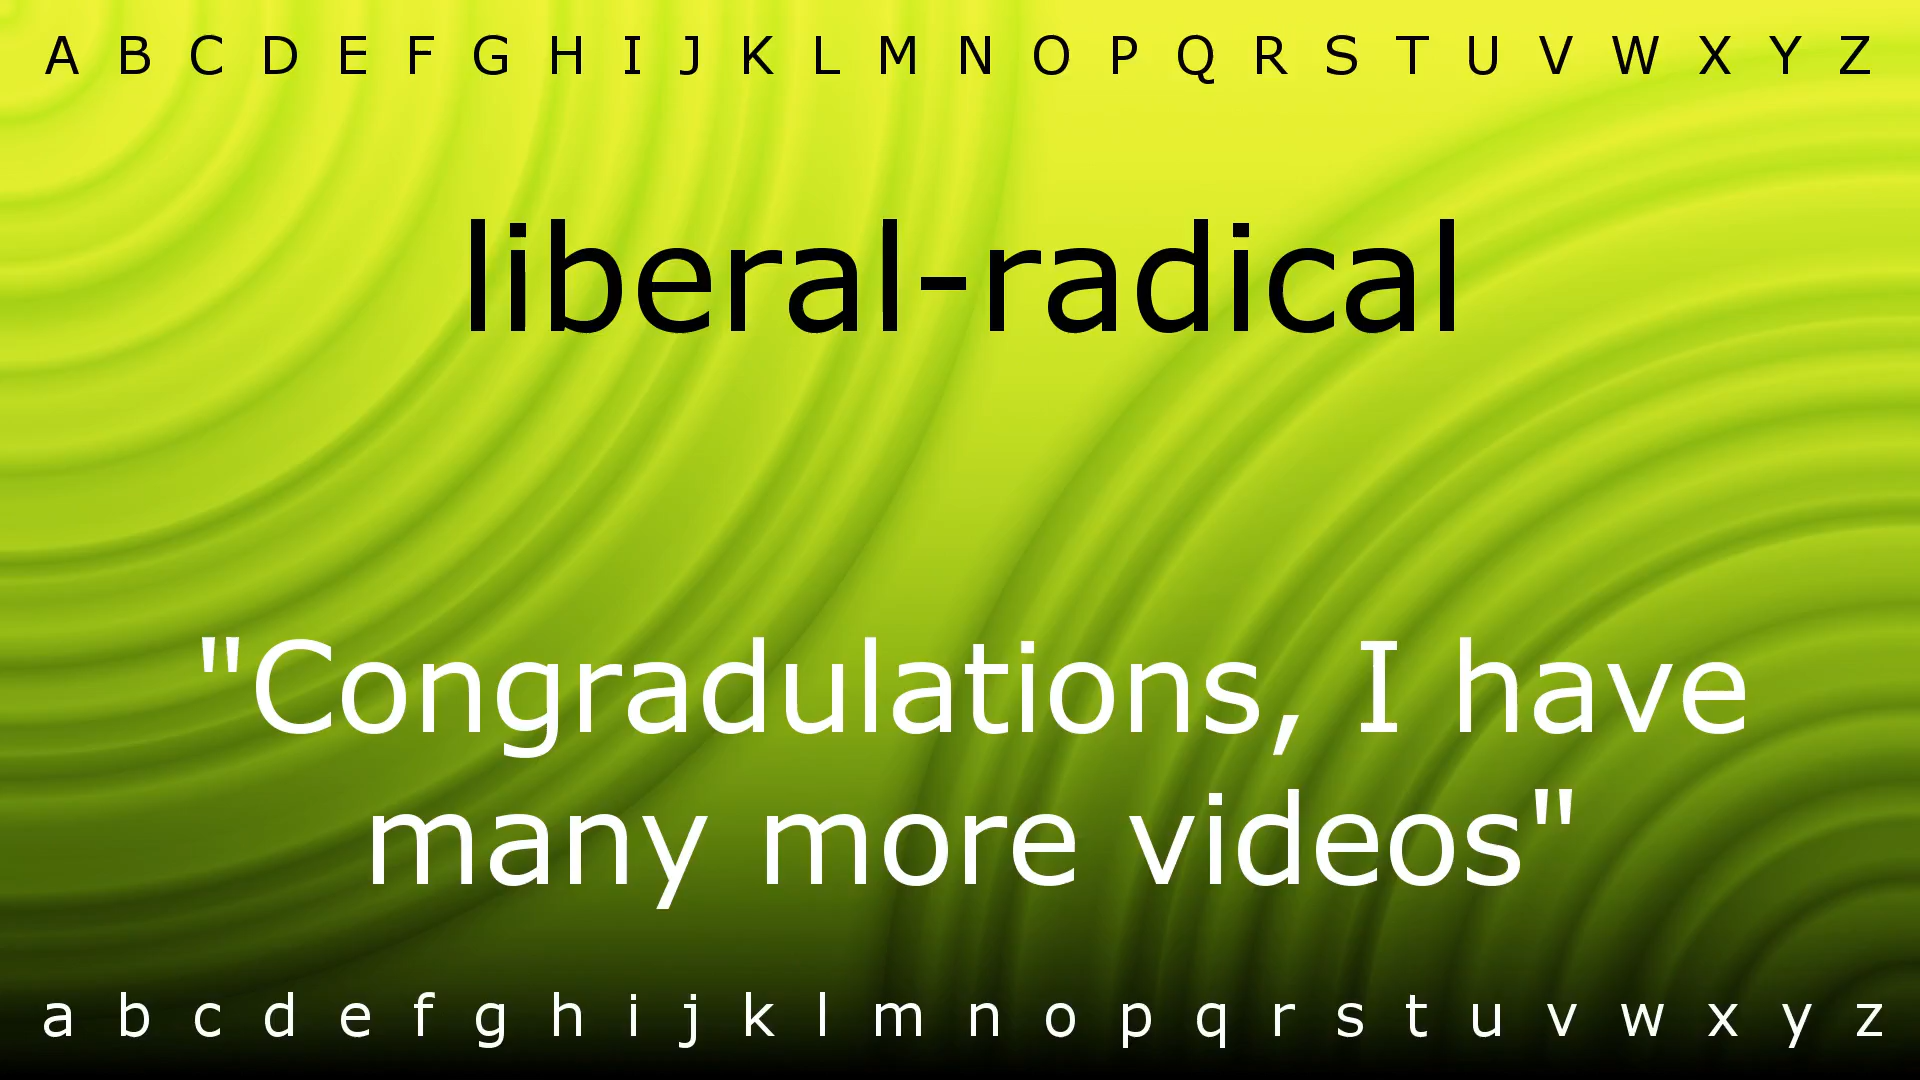 A B C D E F G H I J K L M N O P Q R S T U V W X Y Z
liberal-radical
"Congradulations, I have
many more videos"
a b c d e f g h i j k l m n o p q r s t u v w x y z